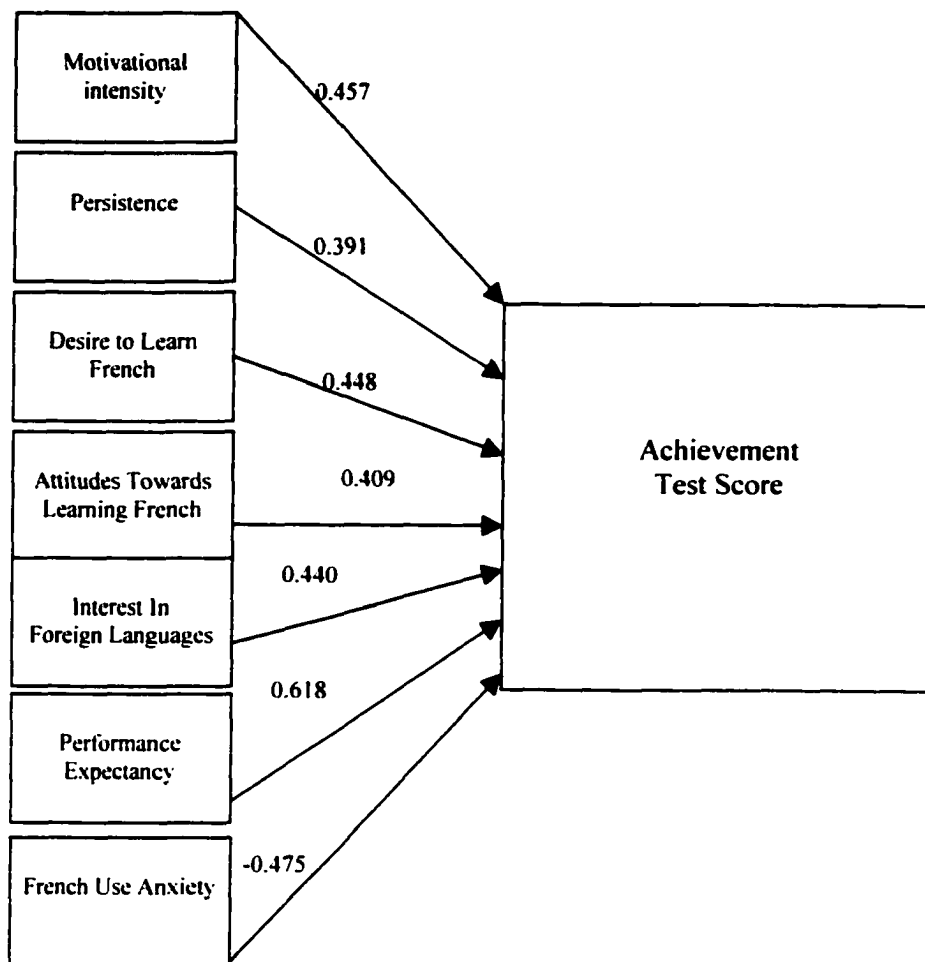 Motivational
intensity
0.457
Persistence
0.391
Desire to Learn
French
0.448
Attitudes Towards
Learning French
0.409
Achievement
Test Score
Interest In
Foreign Languages
0.440
Performance
Expectancy
0.618
French Use Anxiety
-0.475